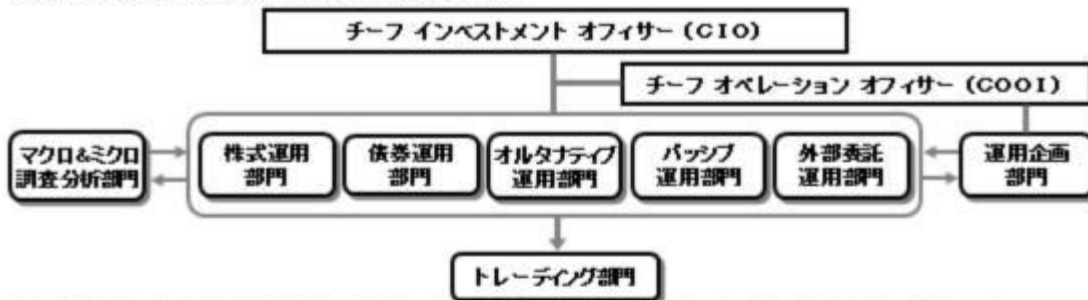 チーフ インベストメント オフィサー (CIO)
チーフ オペレーション オフィサー (COOI)
マクロ&ミクロ
調査分析部門
株式運用
部門
債券運用
部門
オルタナティブ
運用部門
パッシブ
運用部門
外部委託
運用部門
運用企画
部門
トレーディング部門